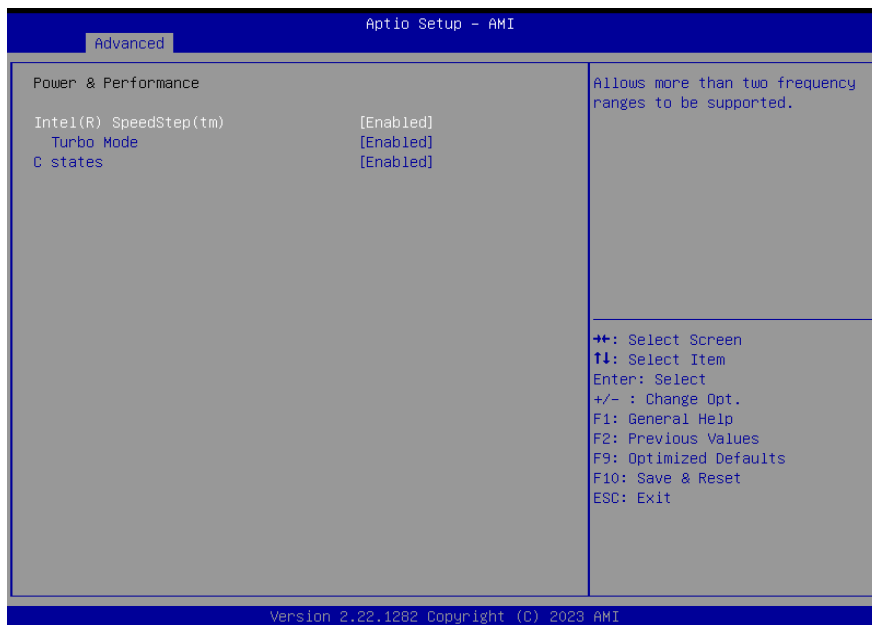 Aptio Setup – AMI
Advanced
Power & Performance
Intel(R) SpeedStep(tm) [Enabled]
Turbo Mode [Enabled]
C states [Enabled]
Allows more than two frequency
ranges to be supported.
→←: Select Screen
↑↓: Select Item
Enter: Select
+/- : Change Opt.
F1: General Help
F2: Previous Values
F9: Optimized Defaults
F10: Save & Reset
ESC: Exit
Version 2.22.1282 Copyright (C) 2023 AMI